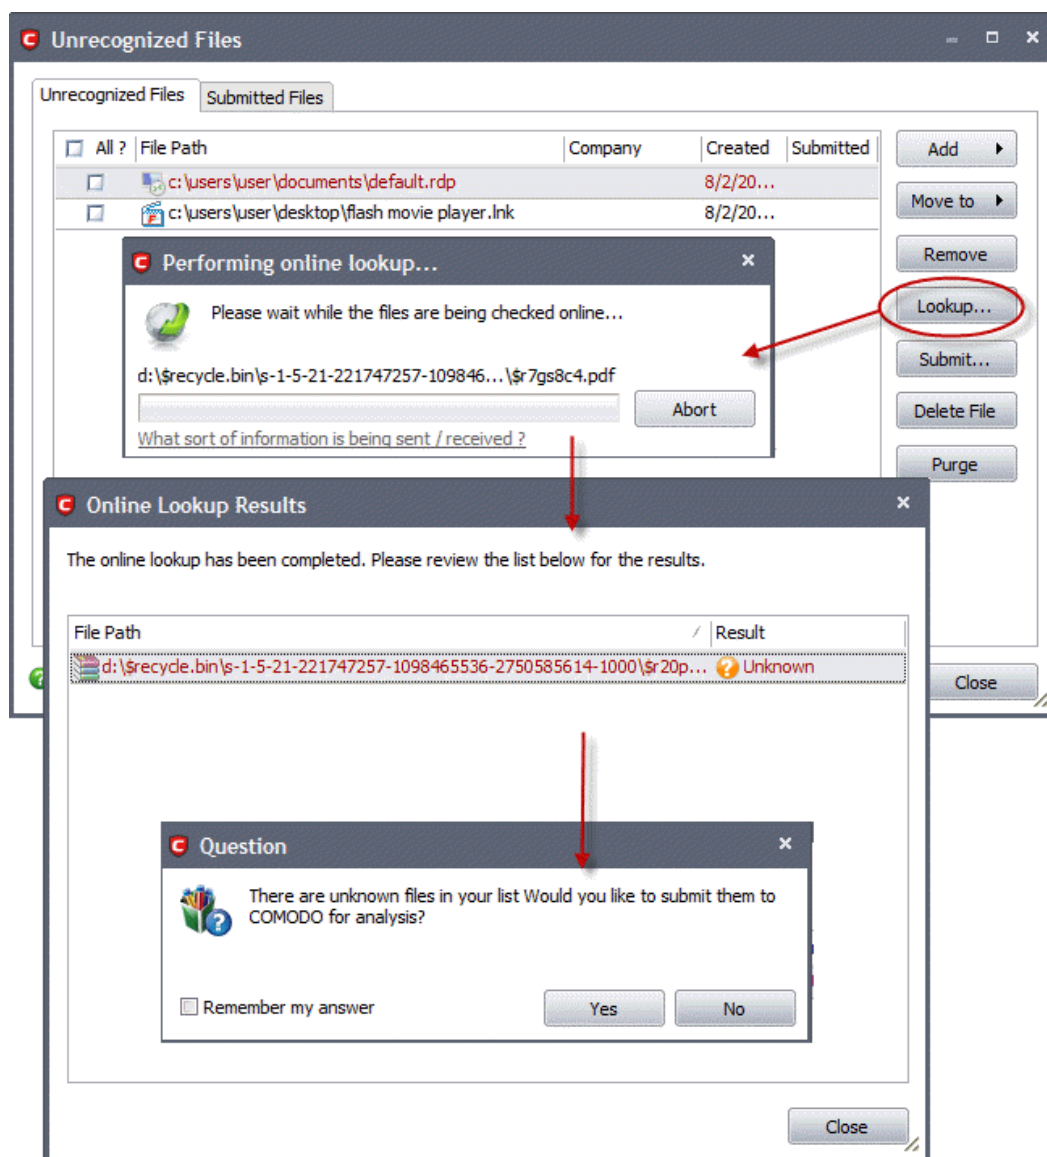 Unrecognized Files
Unrecognized Files Submitted Files
All ? File Path Company Created Submitted
c:\users\user\documents\default.rdp 8/2/20...
c:\users\user\desktop\flash movie player.lnk 8/2/20...
Add
Move to
Remove
Lookup...
Submit...
Delete File
Purge
Performing online lookup...
Please wait while the files are being checked online...
d:\$recycle.bin\s-1-5-21-221747257-109846...\$r7gs8c4.pdf
Abort
What sort of information is being sent / received ?
Online Lookup Results
The online lookup has been completed. Please review the list below for the results.
File Path / Result
d:\$recycle.bin\s-1-5-21-221747257-1098465536-2750585614-1000\$r20p... Unknown
Close
Question
There are unknown files in your list Would you like to submit them to
COMODO for analysis?
Remember my answer Yes No
Close